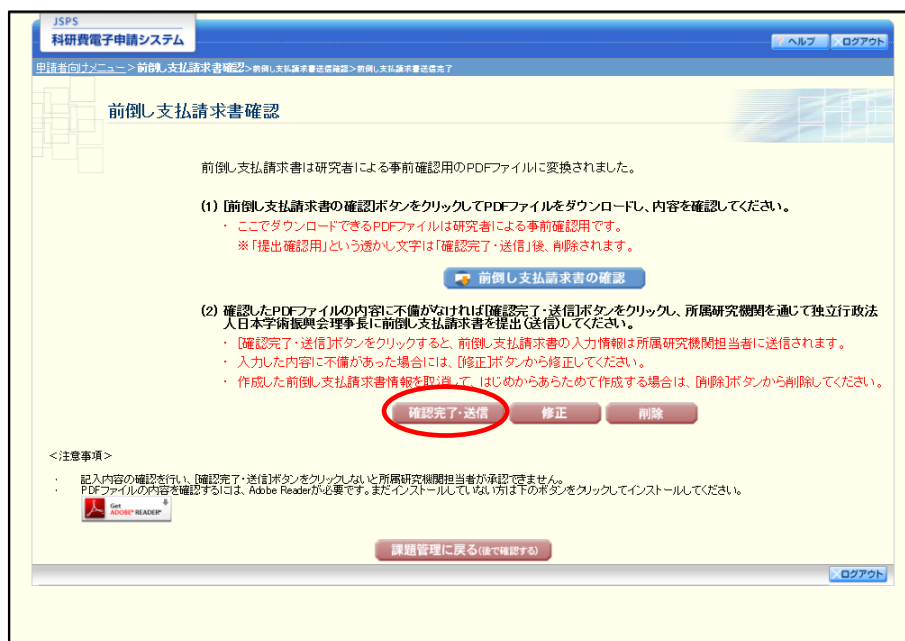 JSPS
科研費電子申請システム
? ヘルプ
×ログアウト
申請者向けメニュー>前倒し支払請求書確認>前倒し支払請求書送信確認>前倒し支払請求書送信完了
前倒し支払請求書確認
前倒し支払請求書は研究者による事前確認用のPDFファイルに変換されました。
(1) [前倒し支払請求書の確認]ボタンをクリックしてPDFファイルをダウンロードし、内容を確認してください。
・ ここでダウンロードできるPDFファイルは研究者による事前確認用です。
※「提出確認用」という透かし文字は「確認完了・送信」後、削除されます。
前倒し支払請求書の確認
(2) 確認したPDFファイルの内容に不備がなければ[確認完了・送信]ボタンをクリックし、所属研究機関を通じて独立行政法
人日本学術振興会理事長に前倒し支払請求書を提出(送信)してください。
・ [確認完了・送信]ボタンをクリックすると、前倒し支払請求書の入力情報は所属研究機関担当者に送信されます。
・ 入力した内容に不備があった場合には、[修正]ボタンから修正してください。
・ 作成した前倒し支払請求書情報を取消して、はじめからあらためて作成する場合は、[削除]ボタンから削除してください。
確認完了・送信
修正
削除
<注意事項>
・ 記入内容の確認を行い、[確認完了・送信]ボタンをクリックしないと所属研究機関担当者が承認できません。
・ PDFファイルの内容を確認するには、Adobe Readerが必要です。まだインストールしていない方は下のボタンをクリックしてインストールしてください。
Get
ADOBE® READER®
課題管理に戻る(後で確認する)
×ログアウト